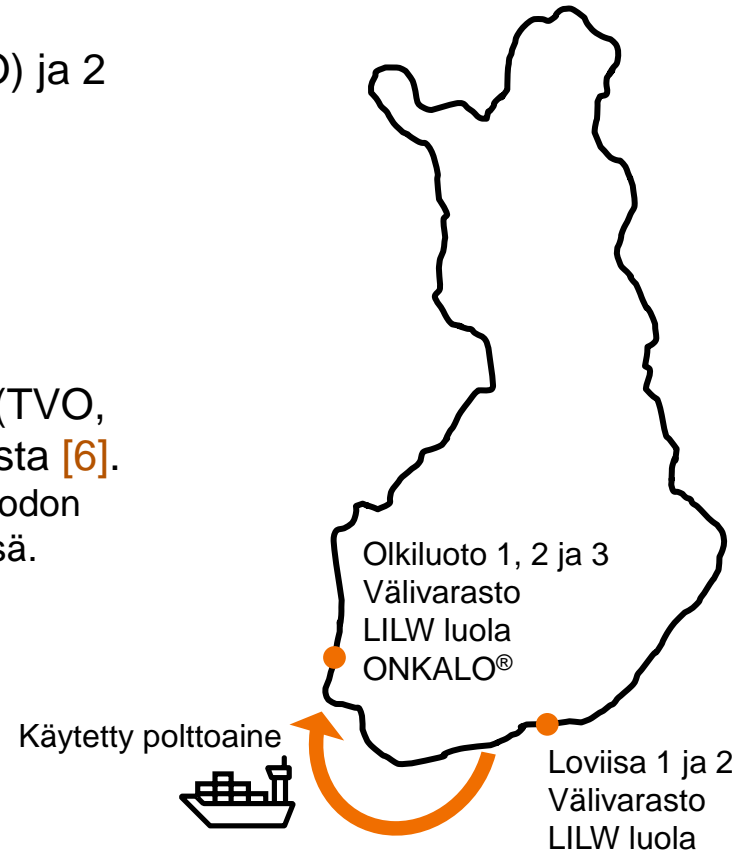 ) ja 2
(TVO,
sta [6].
odon
sä.
Olkiluoto 1, 2 ja 3
Välivarasto
LILW luola
ONKALO®
Käytetty polttoaine
Loviisa 1 ja 2
Välivarasto
LILW luola